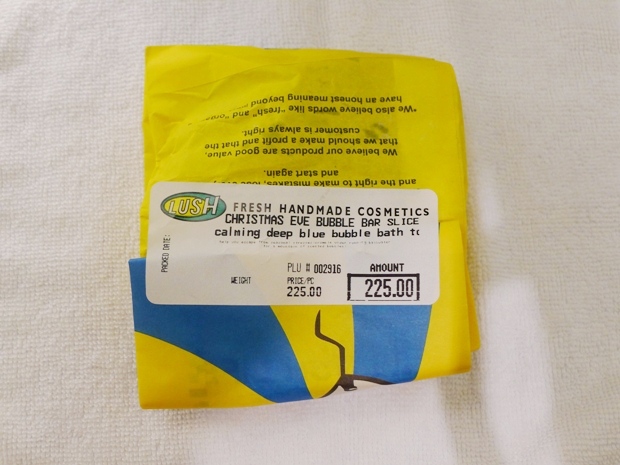 LUSH FRESH HANDMADE COSMETICS
CHRISTMAS EVE BUBBLE BAR SLICE
calming deep blue bubble bath to
PACKED DATE:
PLU # 002916
AMOUNT
WEIGHT
PRICE/PC
225.00
225.00
and the right to make mistakes, lose
and start again.
We believe our products are good value,
that we should make a profit and that the
customer is always right.
*We also believe words like "fresh" and
have an honest meaning beyond